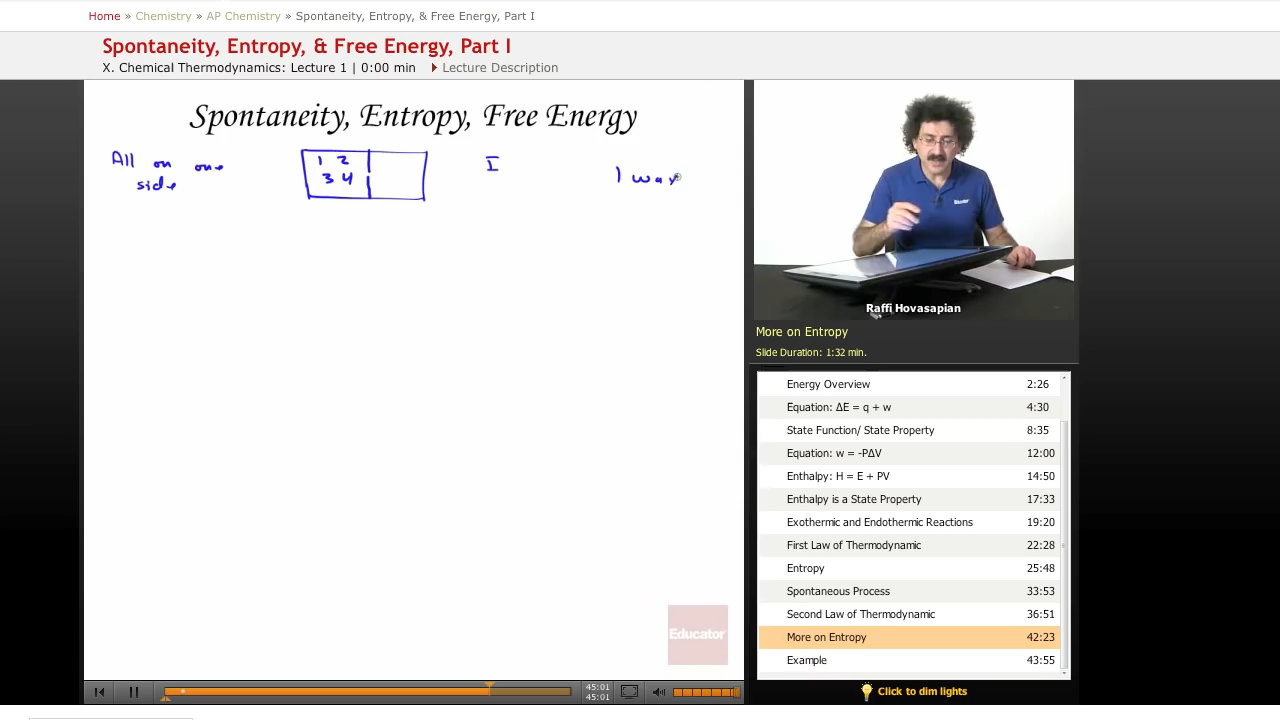 Home » Chemistry » AP Chemistry » Spontaneity, Entropy, & Free Energy, Part I
Spontaneity, Entropy, & Free Energy, Part I
X. Chemical Thermodynamics: Lecture 1 | 0:00 min Lecture Description
Spontaneity, Entropy, Free Energy
All on one
side
1 2
3 4
I
1 way
Educator
Raffi Hovasapian
More on Entropy
Slide Duration: 1:32 min.
Energy Overview 2:26
Equation: ΔE = q + w 4:30
State Function/ State Property 8:35
Equation: w = -PΔV 12:00
Enthalpy: H = E + PV 14:50
Enthalpy is a State Property 17:33
Exothermic and Endothermic Reactions 19:20
First Law of Thermodynamic 22:28
Entropy 25:48
Spontaneous Process 33:53
Second Law of Thermodynamic 36:51
More on Entropy 42:23
Example 43:55
45:01
45:01
Click to dim lights